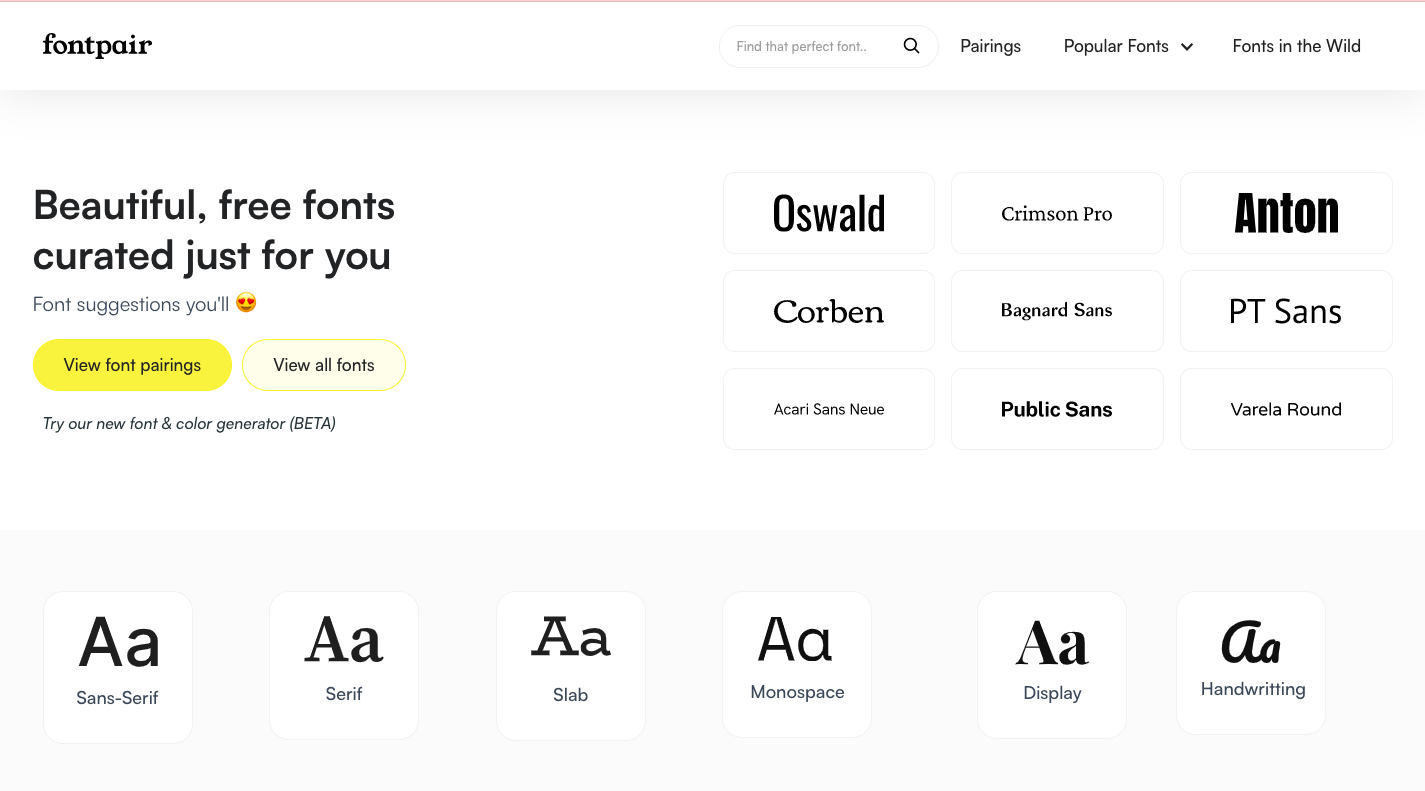 fontpair
Find that perfect font..
Pairings
Popular Fonts
Fonts in the Wild
Beautiful, free fonts
curated just for you
Font suggestions you'll 😍
View font pairings
View all fonts
Try our new font & color generator (BETA)
Oswald
Crimson Pro
Anton
Corben
Bagnard Sans
PT Sans
Acari Sans Neue
Public Sans
Varela Round
Aa
Sans-Serif
Aa
Serif
Aa
Slab
Aa
Monospace
Aa
Display
Aa
Handwritting